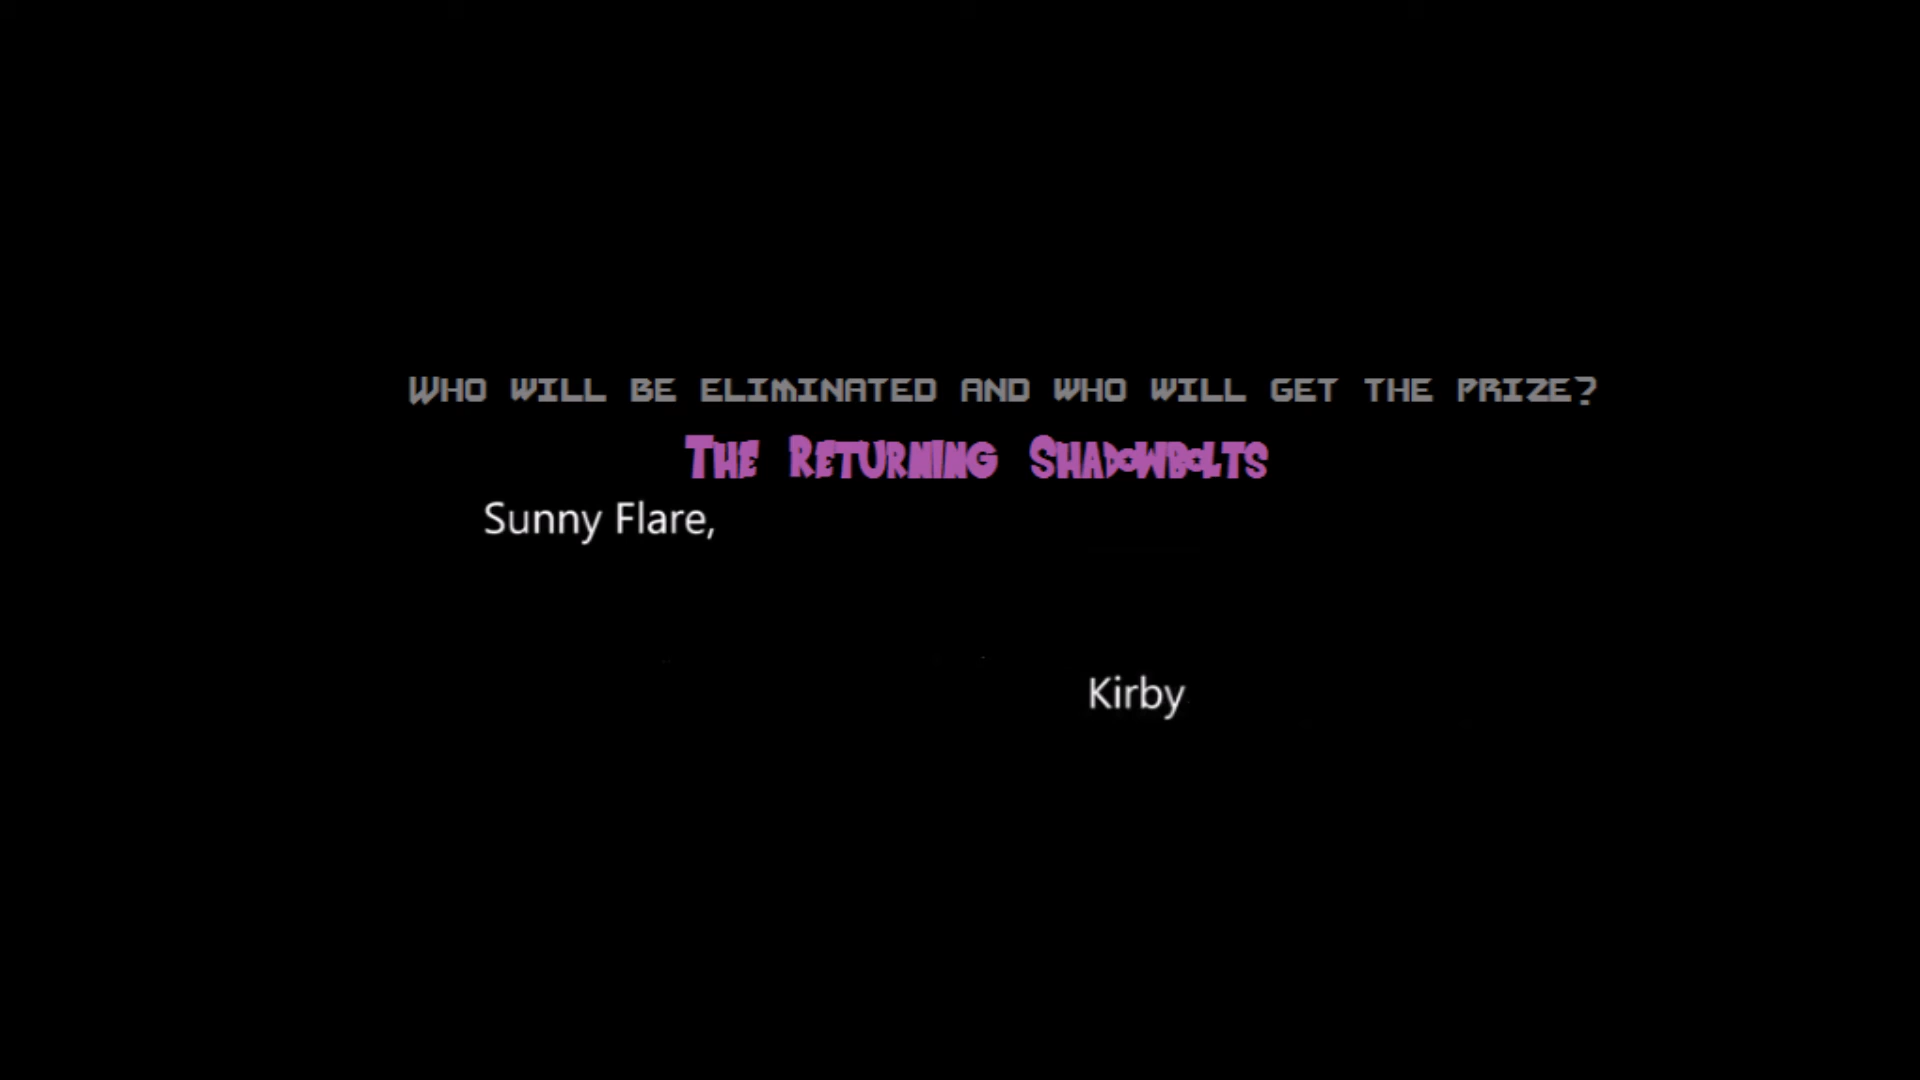 Who will be eliminated and who will get the prize?
The Returning Shadowbolts
Sunny Flare,
Kirby